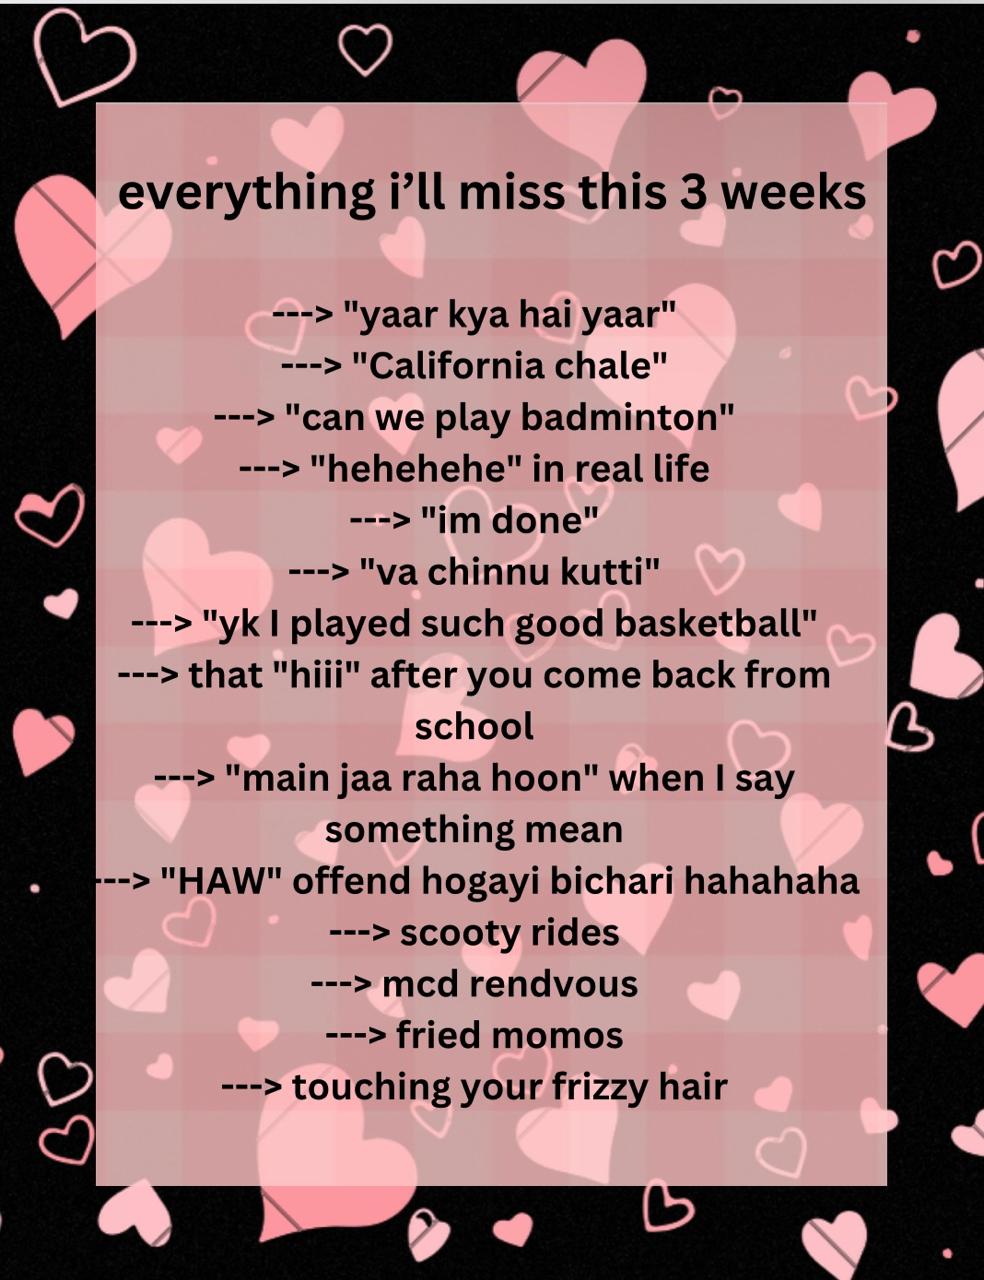 everything i'll miss this 3 weeks
---> "yaar kya hai yaar"
---> "California chale"
---> "can we play badminton"
---> "hehehehe" in real life
---> "im done"
---> "va chinnu kutti"
---> "yk I played such good basketball"
---> that "hiii" after you come back from
school
---> "main jaa raha hoon" when I say
something mean
---> "HAW" offend hogayi bichari hahahaha
---> scooty rides
---> mcd rendvous
---> fried momos
---> touching your frizzy hair